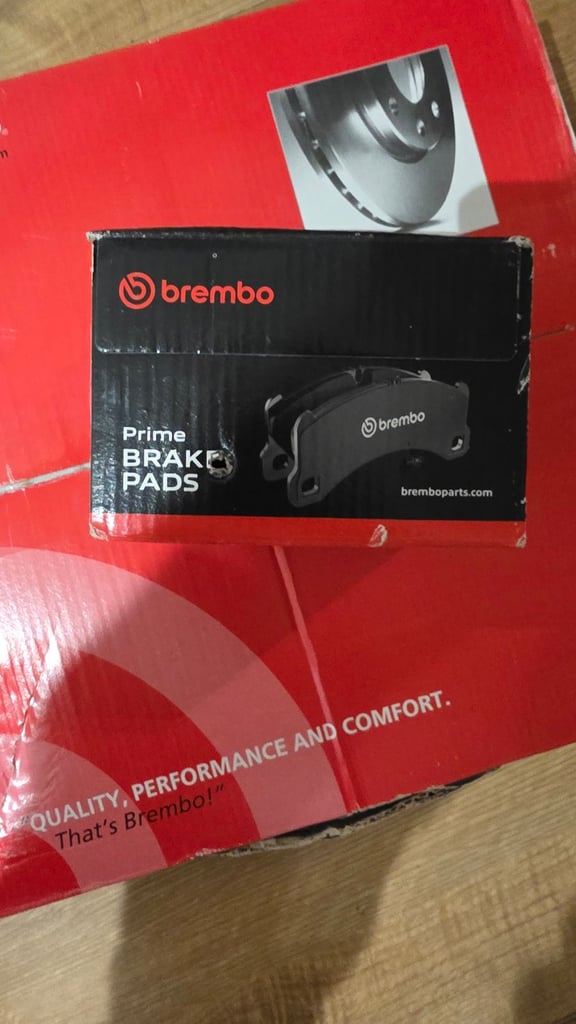 brembo
Prime
BRAKE
PADS
brembo
bremboparts.com
"QUALITY, PERFORMANCE AND COMFORT.
That's Brembo!"